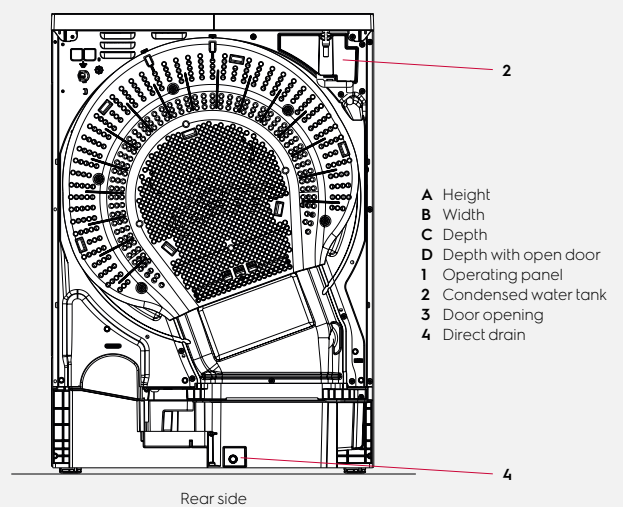 2
A Height
B Width
C Depth
D Depth with open door
1 Operating panel
2 Condensed water tank
3 Door opening
4 Direct drain
4
Rear side